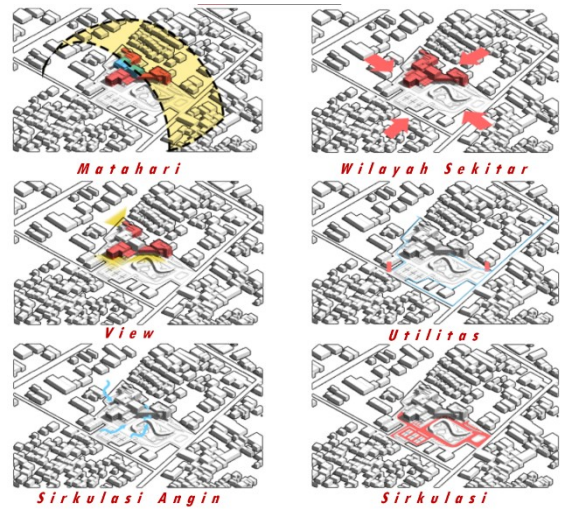 Matahari
Wilayah Sekitar
View
Utilitas
Sirkulasi Angin
Sirkulasi